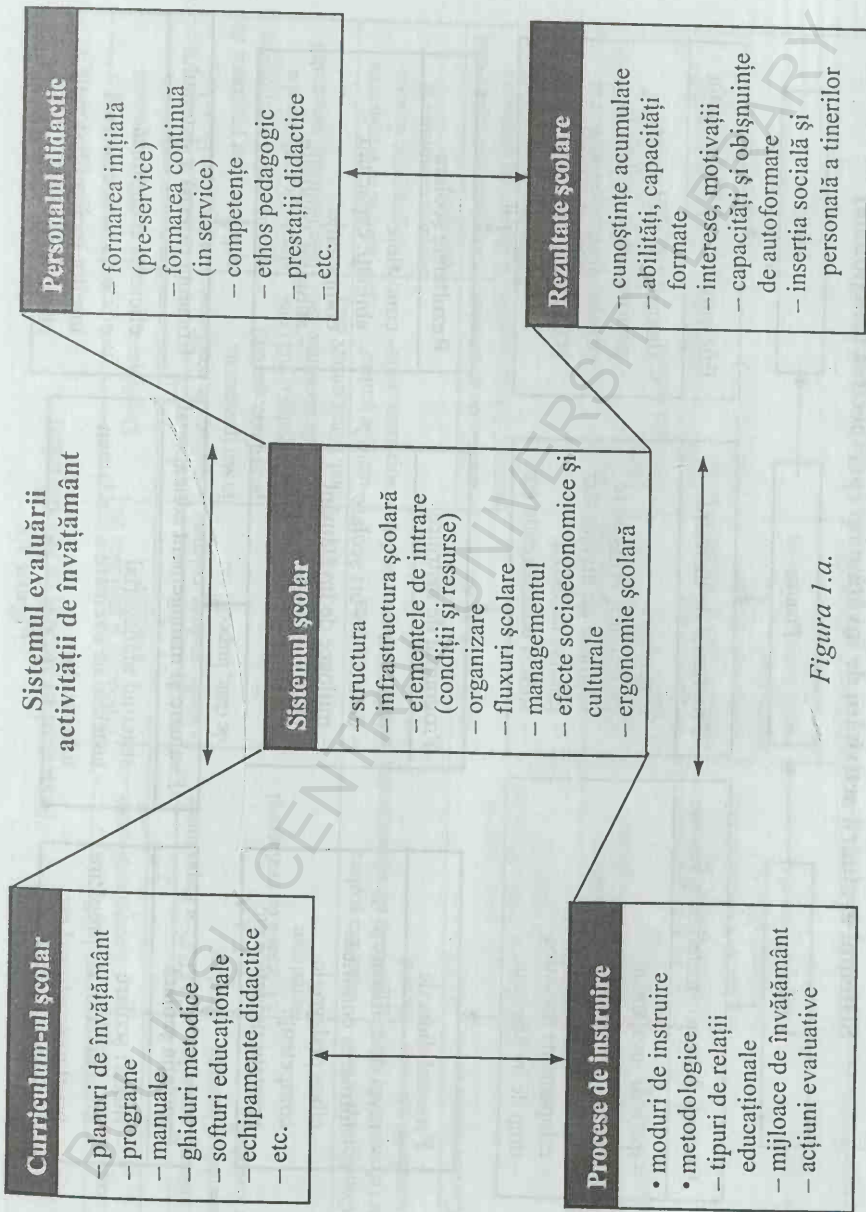 Sistemul evaluării
activității de învățământ
Curriculum-ul școlar
– planuri de învățământ
– programe
– manuale
– ghiduri metodice
– softuri educaționale
– echipamente didactice
– etc.
Personalul didactic
– formarea inițială
(pre-service)
– formarea continuă
(in service)
– competențe
– ethos pedagogic
– prestații didactice
– etc.
Sistemul școlar
– structura
– infrastructura școlară
– elementele de intrare
(condiții și resurse)
– organizare
– fluxuri școlare
– managementul
– efecte socioeconomice și
culturale
– ergonomie școlară
Procese de instruire
• moduri de instruire
• metodologice
– tipuri de relații
educaționale
– mijloace de învățământ
– acțiuni evaluative
Rezultate școlare
– cunoștințe acumulate
– abilități, capacități
formate
– interese, motivații
– capacități și obișnuințe
de autoformare
– inserția socială și
personală a tinerilor
Figura 1.a.
CENTRAL UNIVERSITY LIBRARY